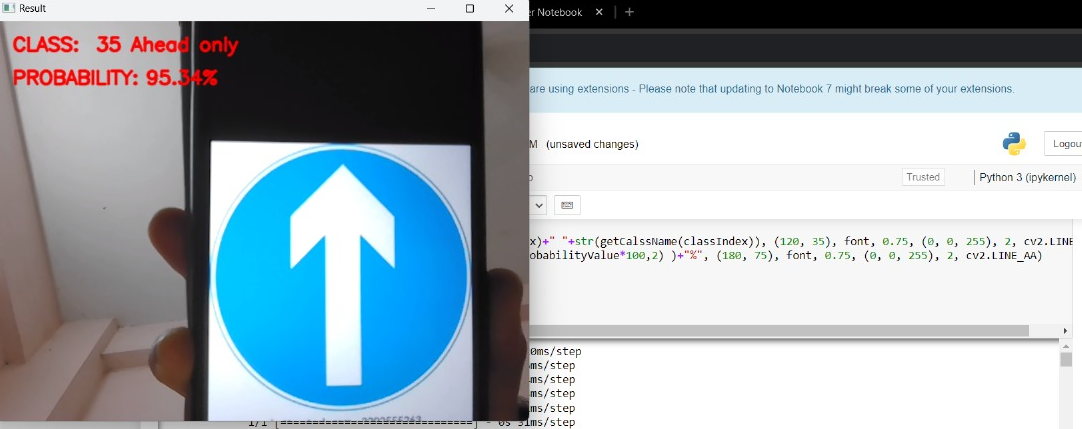 Result
CLASS: 35 Ahead only
PROBABILITY: 95.34%
er Notebook
are using extensions - Please note that updating to Notebook 7 might break some of your extensions.
M (unsaved changes)
Logou
Trusted
Python 3 (ipykernel)
x)+" "+str(getCalssName(classIndex)), (120, 35), font, 0.75, (0, 0, 255), 2, cv2.LINE
obabilityValue*100,2) )+"%", (180, 75), font, 0.75, (0, 0, 255), 2, cv2.LINE_AA)
0ms/step
ms/step
ms/step
ms/step
ms/step
1/1 [==============================] - 0s 31ms/step